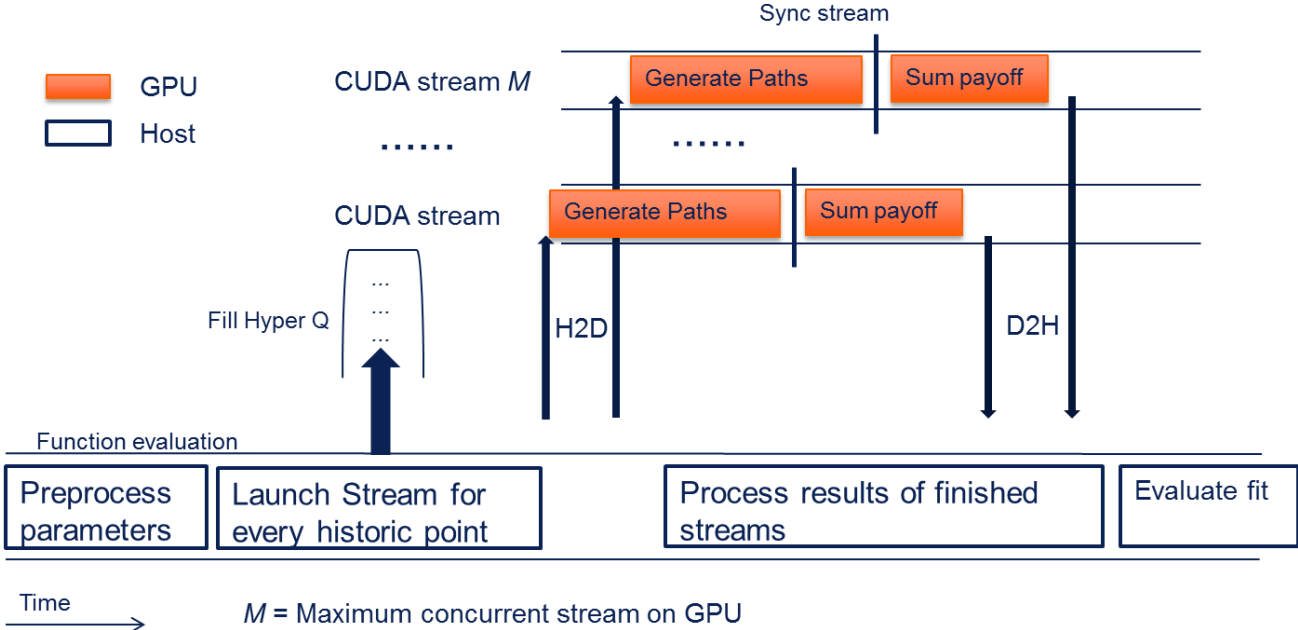 Sync stream
GPU
CUDA stream M
Generate Paths
Sum payoff
Host
......
......
CUDA stream
Generate Paths
Sum payoff
...
...
...
Fill Hyper Q
H2D
D2H
Function evaluation
Preprocess
parameters
Launch Stream for
every historic point
Process results of finished
streams
Evaluate fit
Time
M = Maximum concurrent stream on GPU